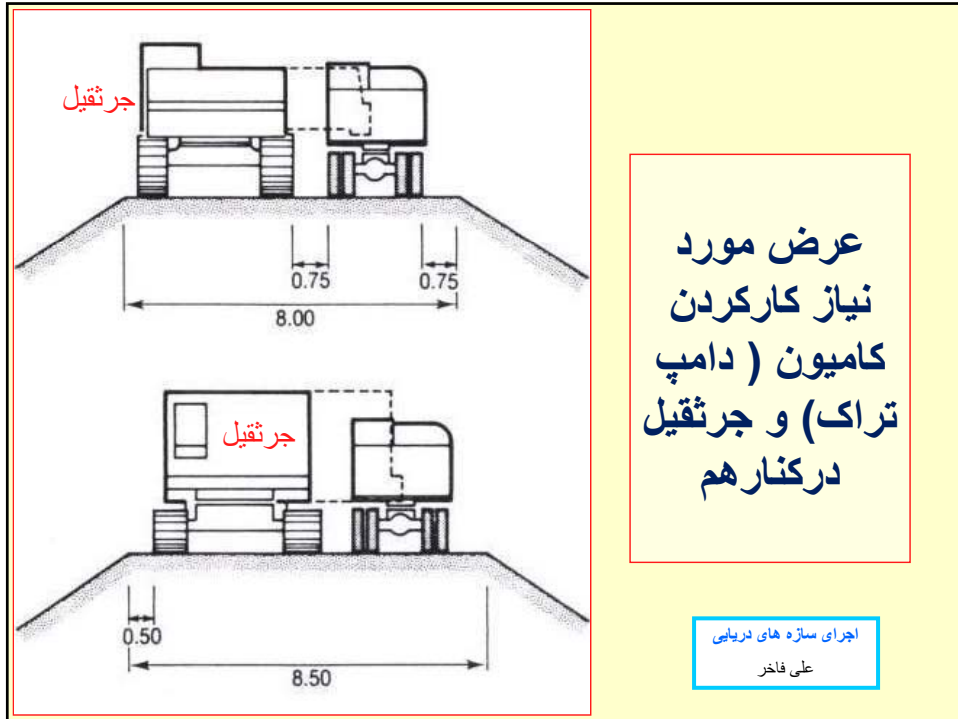 جرثقیل
0.75
0.75
8.00
جرثقیل
0.50
8.50
عرض مورد
نیاز کارکردن
کامیون ( دامپ
تراک) و جرثقیل
درکنارهم
اجرای سازه های دریایی
علی فاخر